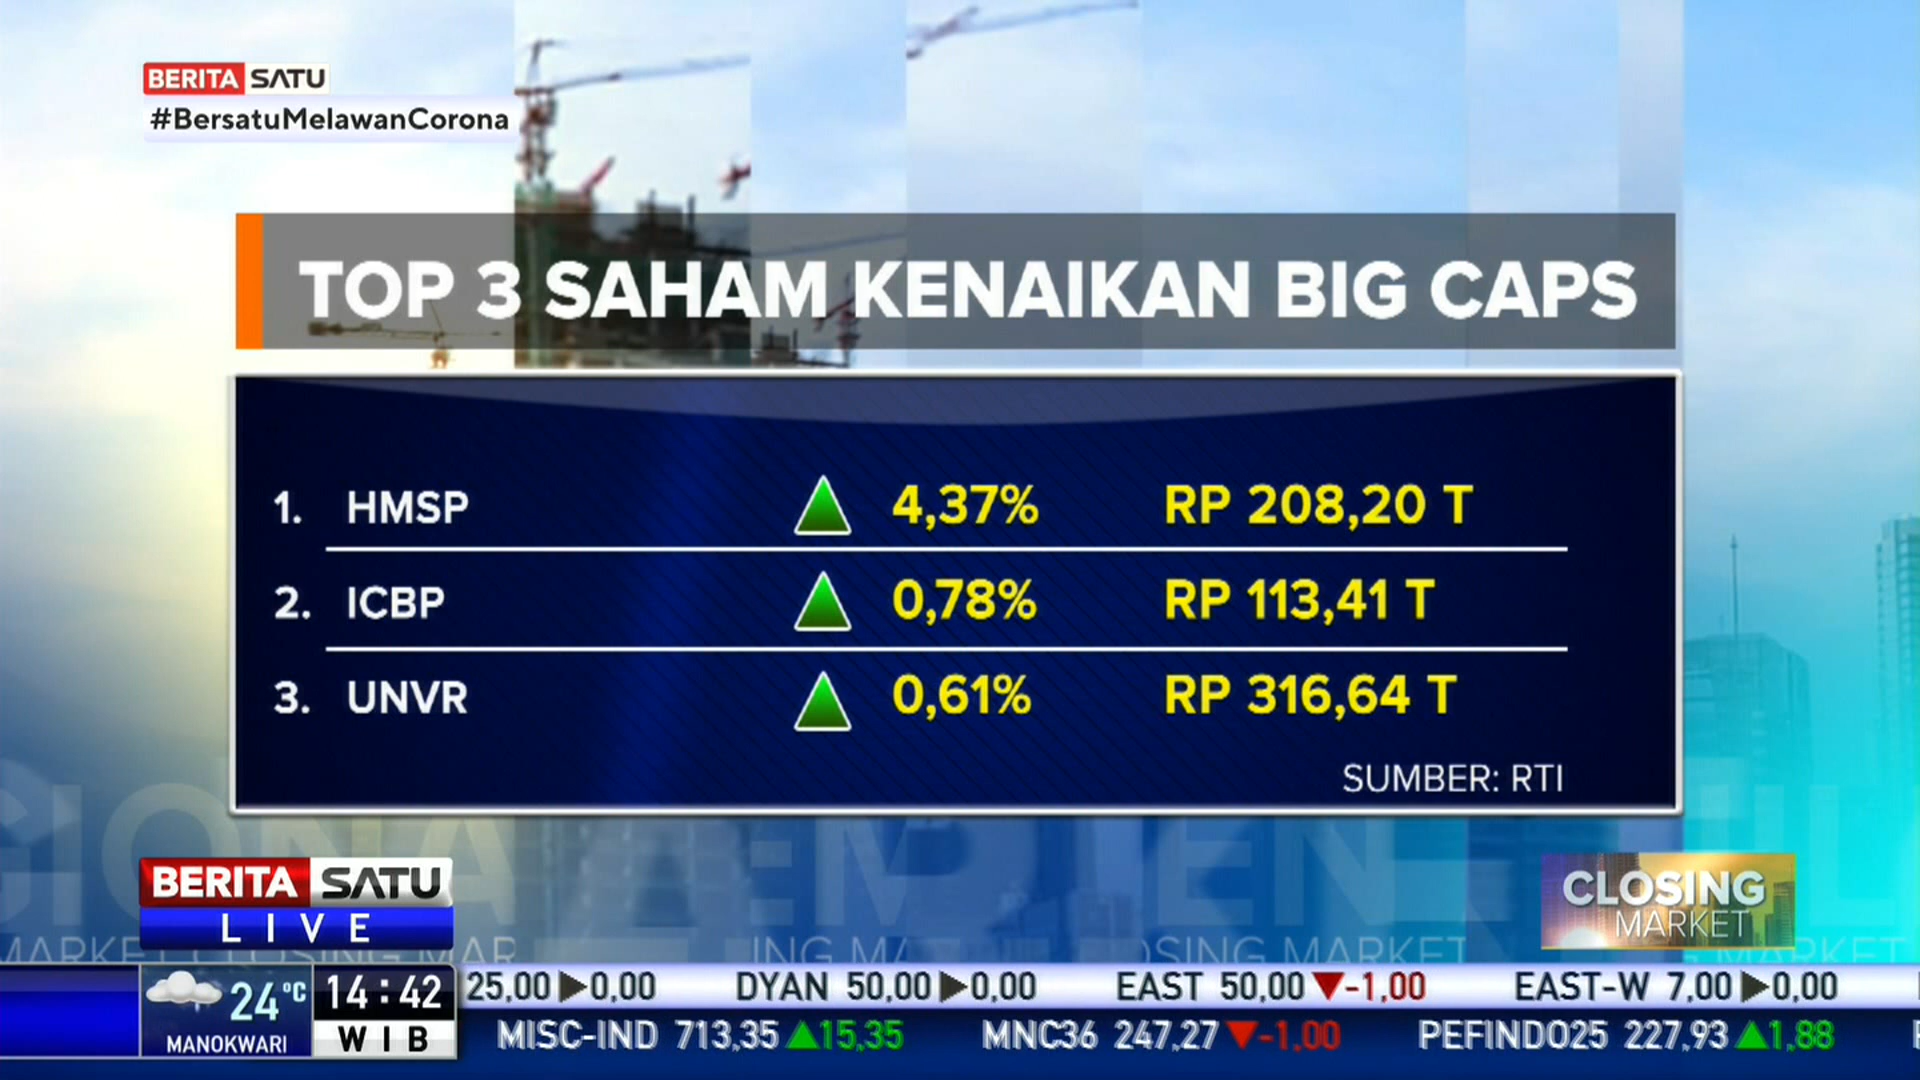 BERITA SATU
#BersatuMelawanCorona
TOP 3 SAHAM KENAIKAN BIG CAPS
1. HMSP 4,37% RP 208,20 T
2. ICBP 0,78% RP 113,41 T
3. UNVR 0,61% RP 316,64 T
SUMBER: RTI
BERITA SATU
LIVE
CLOSING
MARKET
24°C
MANOKWARI
14:42
WIB
25,00 0,00 DYAN 50,00 0,00 EAST 50,00 -1,00 EAST-W 7,00 0,00
MISC-IND 713,35 15,35 MNC36 247,27 -1,00 PEFINDO25 227,93 1,88